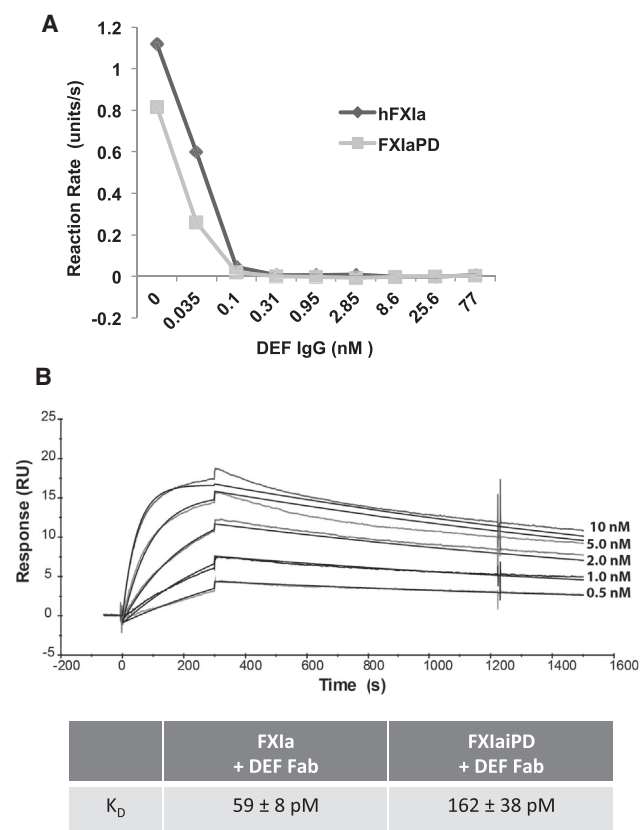 A
Reaction Rate (units/s)
1.2
1
0.8
0.6
0.4
0.2
0
-0.2
hFXIa
FXIaPD
0 0.035 0.1 0.31 0.95 2.85 8.6 25.6 77
DEF IgG (nM )
B
Response (RU)
25
20
15
10
5
0
-5
10 nM
5.0 nM
2.0 nM
1.0 nM
0.5 nM
-200 0 200 400 600 800 1000 1200 1400 1600
Time (s)
FXIa + DEF Fab
FXIaiPD + DEF Fab
KD 59 ± 8 pM 162 ± 38 pM